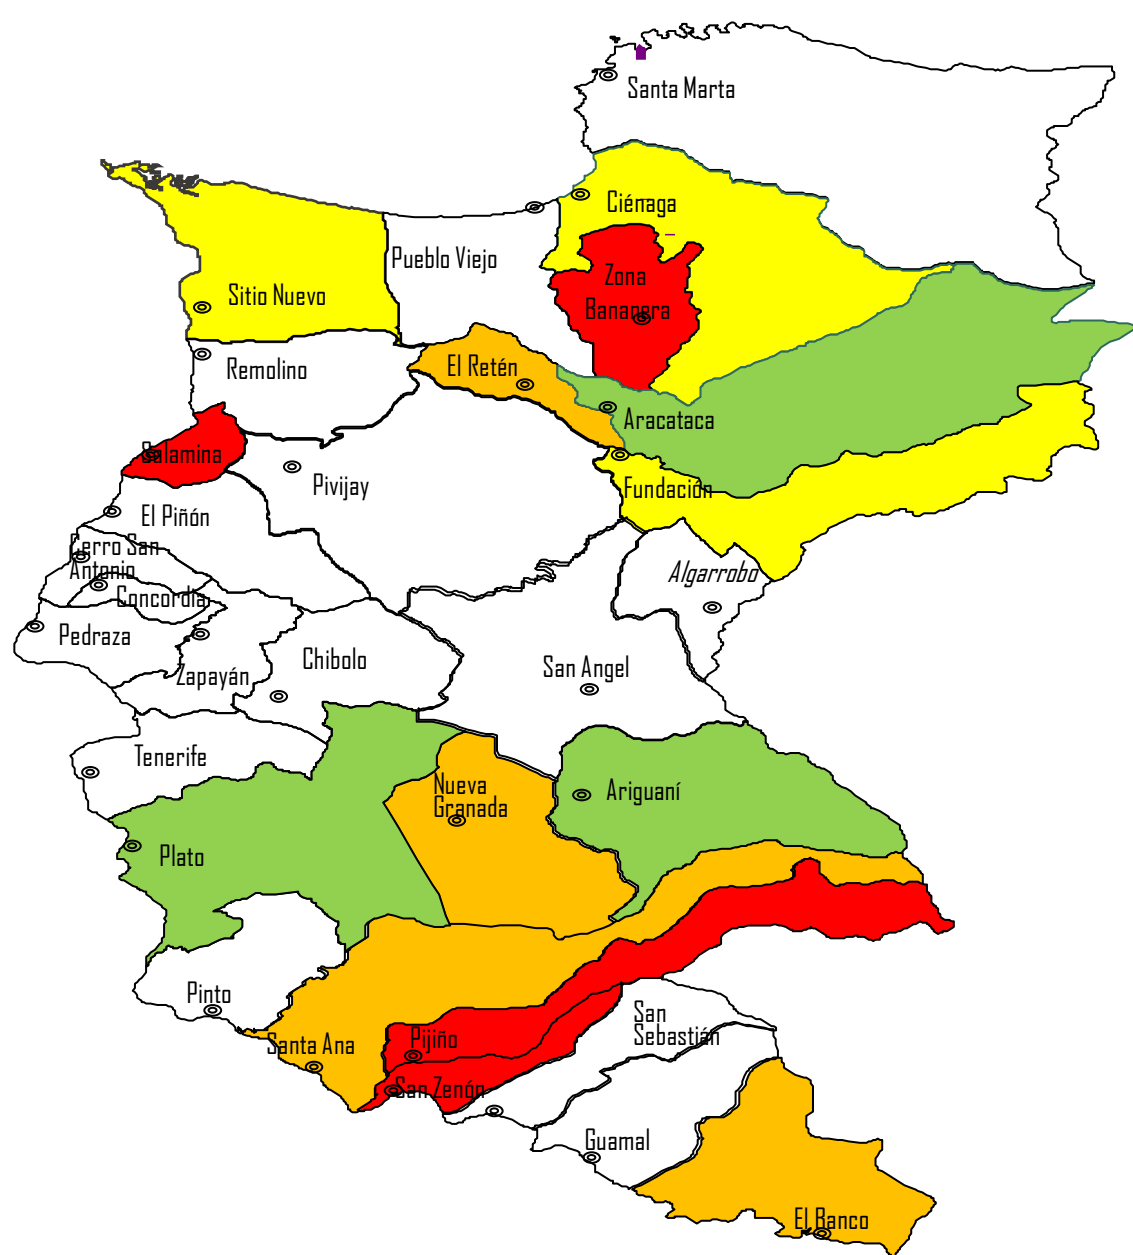 Santa Marta
Ciénaga
Pueblo Viejo
Zona
Bananera
Sitio Nuevo
El Retén
Remolino
Aracataca
Salamina
Pivijay
Fundación
El Piñón
Cerro San
Antonio
Algarrobo
Concordia
Pedraza
Chibolo
San Angel
Zapayán
Tenerife
Nueva
Granada
Ariguaní
Plato
Pinto
San
Sebastián
Santa Ana
Pijiño
San Zenón
Guamal
El Banco